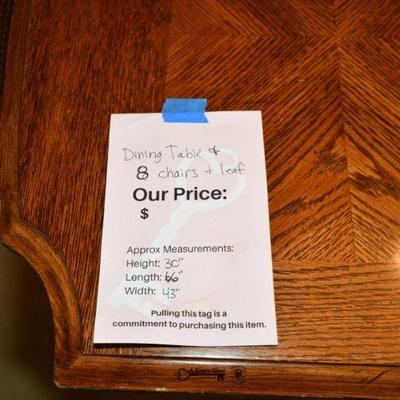 Dining Table &
8 chairs + leaf
Our Price:
$
Approx Measurements:
Height: 30"
Length: 66"
Width: 43"
Pulling this tag is a
commitment to purchasing this item.